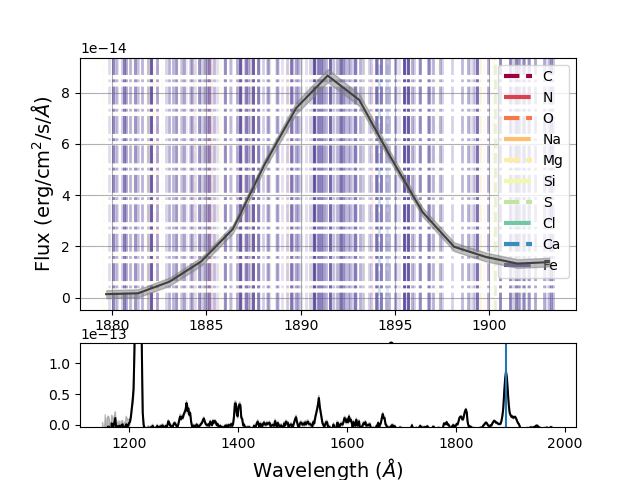 1e−14
Flux (erg/cm²/s/Å)
8
6
4
2
0
1880 1885 1890 1895 1900
C
N
O
Na
Mg
Si
S
Cl
Ca
Fe
1e−13
1.0
0.5
0.0
1200 1400 1600 1800 2000
Wavelength (Å)